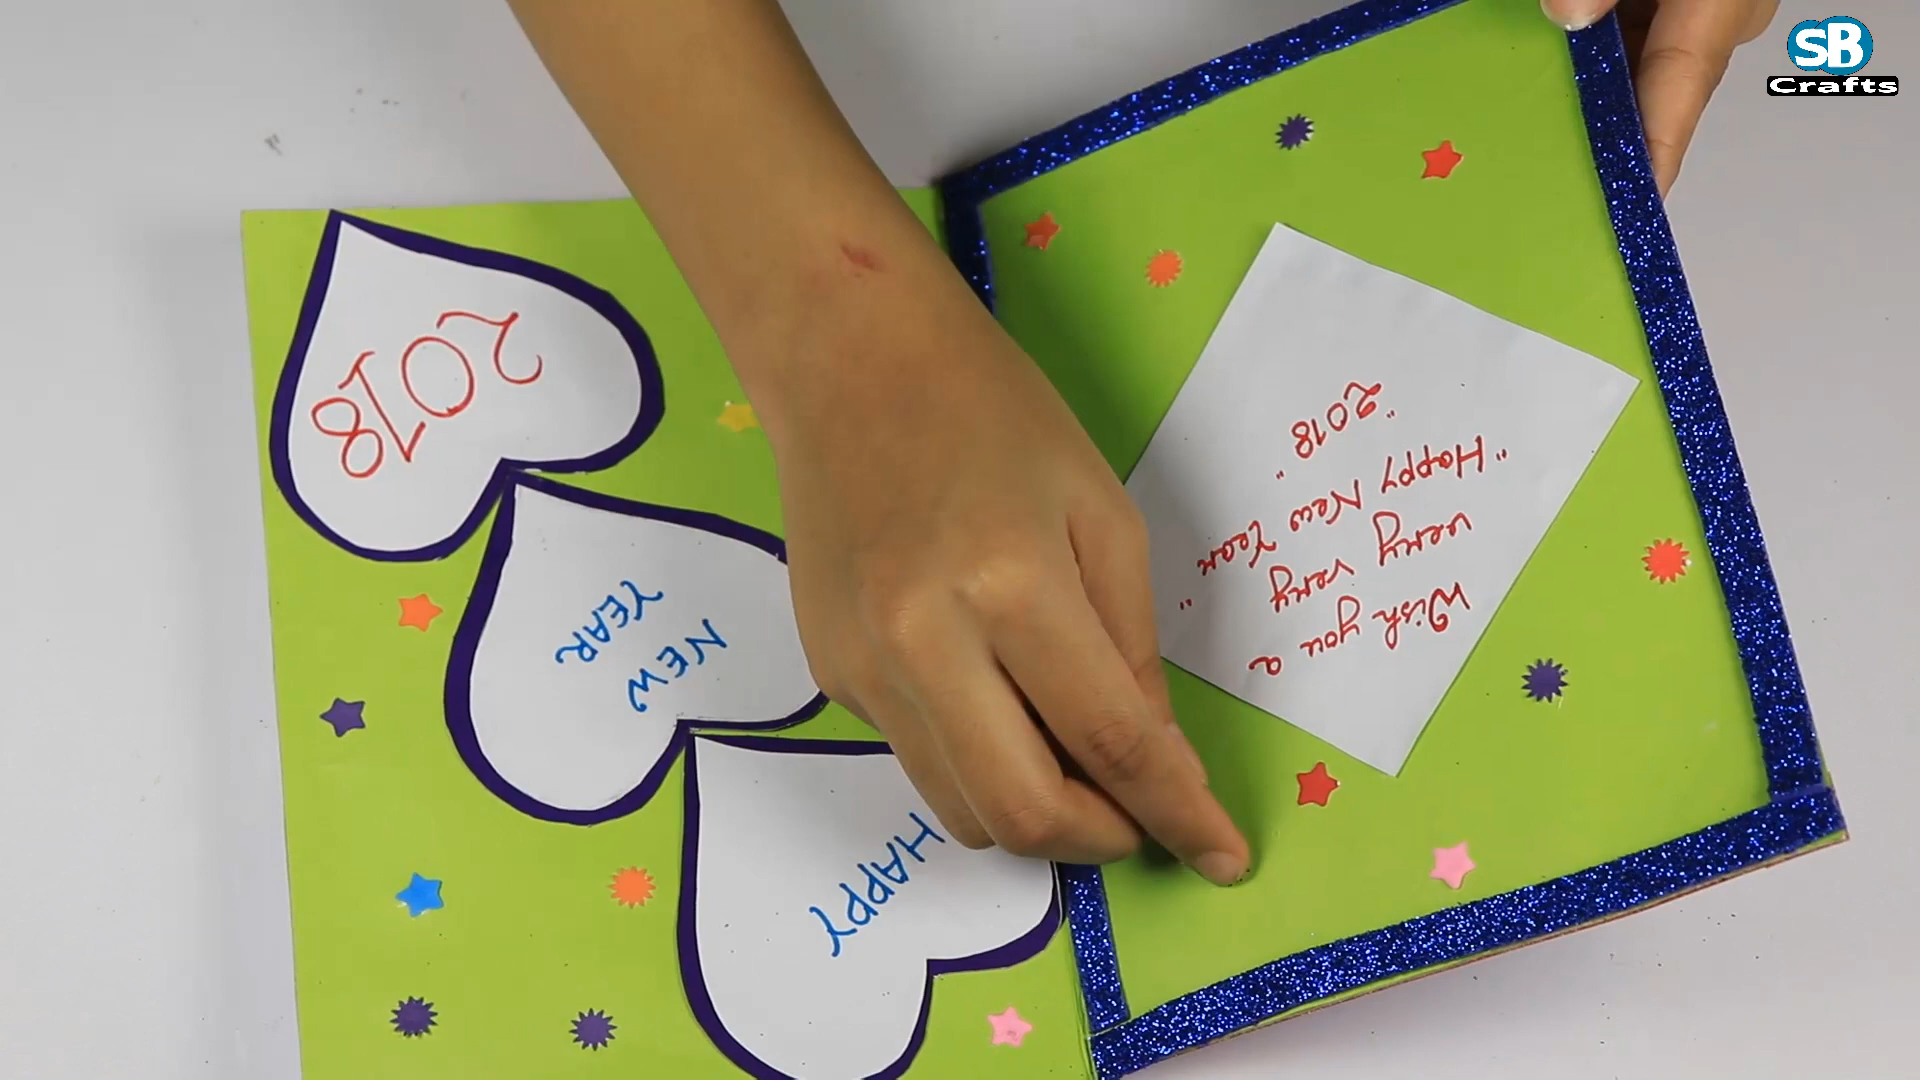 SB
Crafts
HAPPY
NEW
YEAR
2018
Wish you a
very very
"Happy New Year"
"2018"